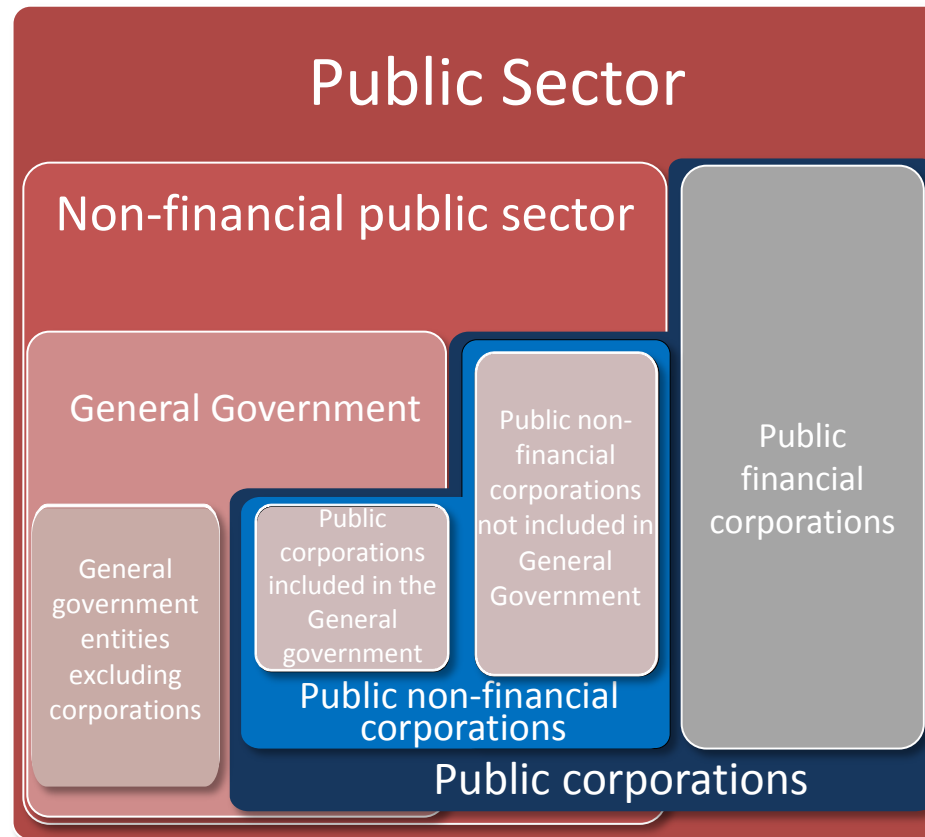 Public Sector
Non-financial public sector
General Government
General
government
entities
excluding
corporations
Public
corporations
included in the
General
government
Public non-
financial
corporations
not included in
General
Government
Public non-financial
corporations
Public
financial
corporations
Public corporations